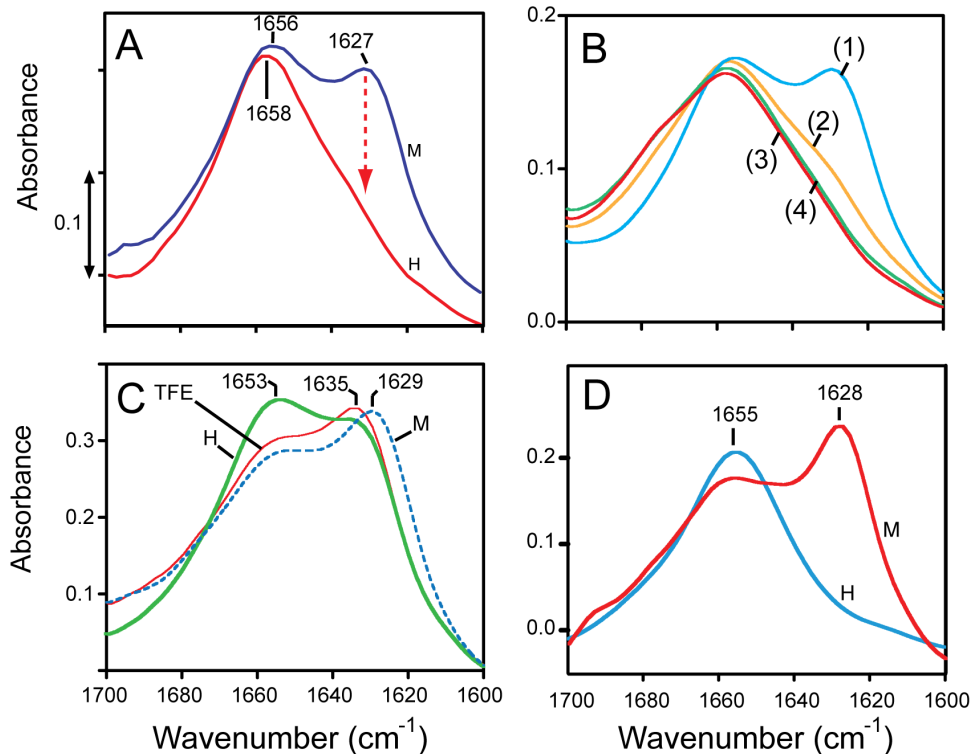 A
1656
1627
1658
M
H
Absorbance
0.1
B
0.2
0.1
0.0
(1)
(2)
(3)
(4)
C
TFE
H
1653
1635
1629
M
Absorbance
0.3
0.2
0.1
1700
1680
1660
1640
1620
1600
Wavenumber (cm⁻¹)
D
1655
1628
M
H
0.2
0.1
0.0
1700
1680
1660
1640
1620
1600
Wavenumber (cm⁻¹)